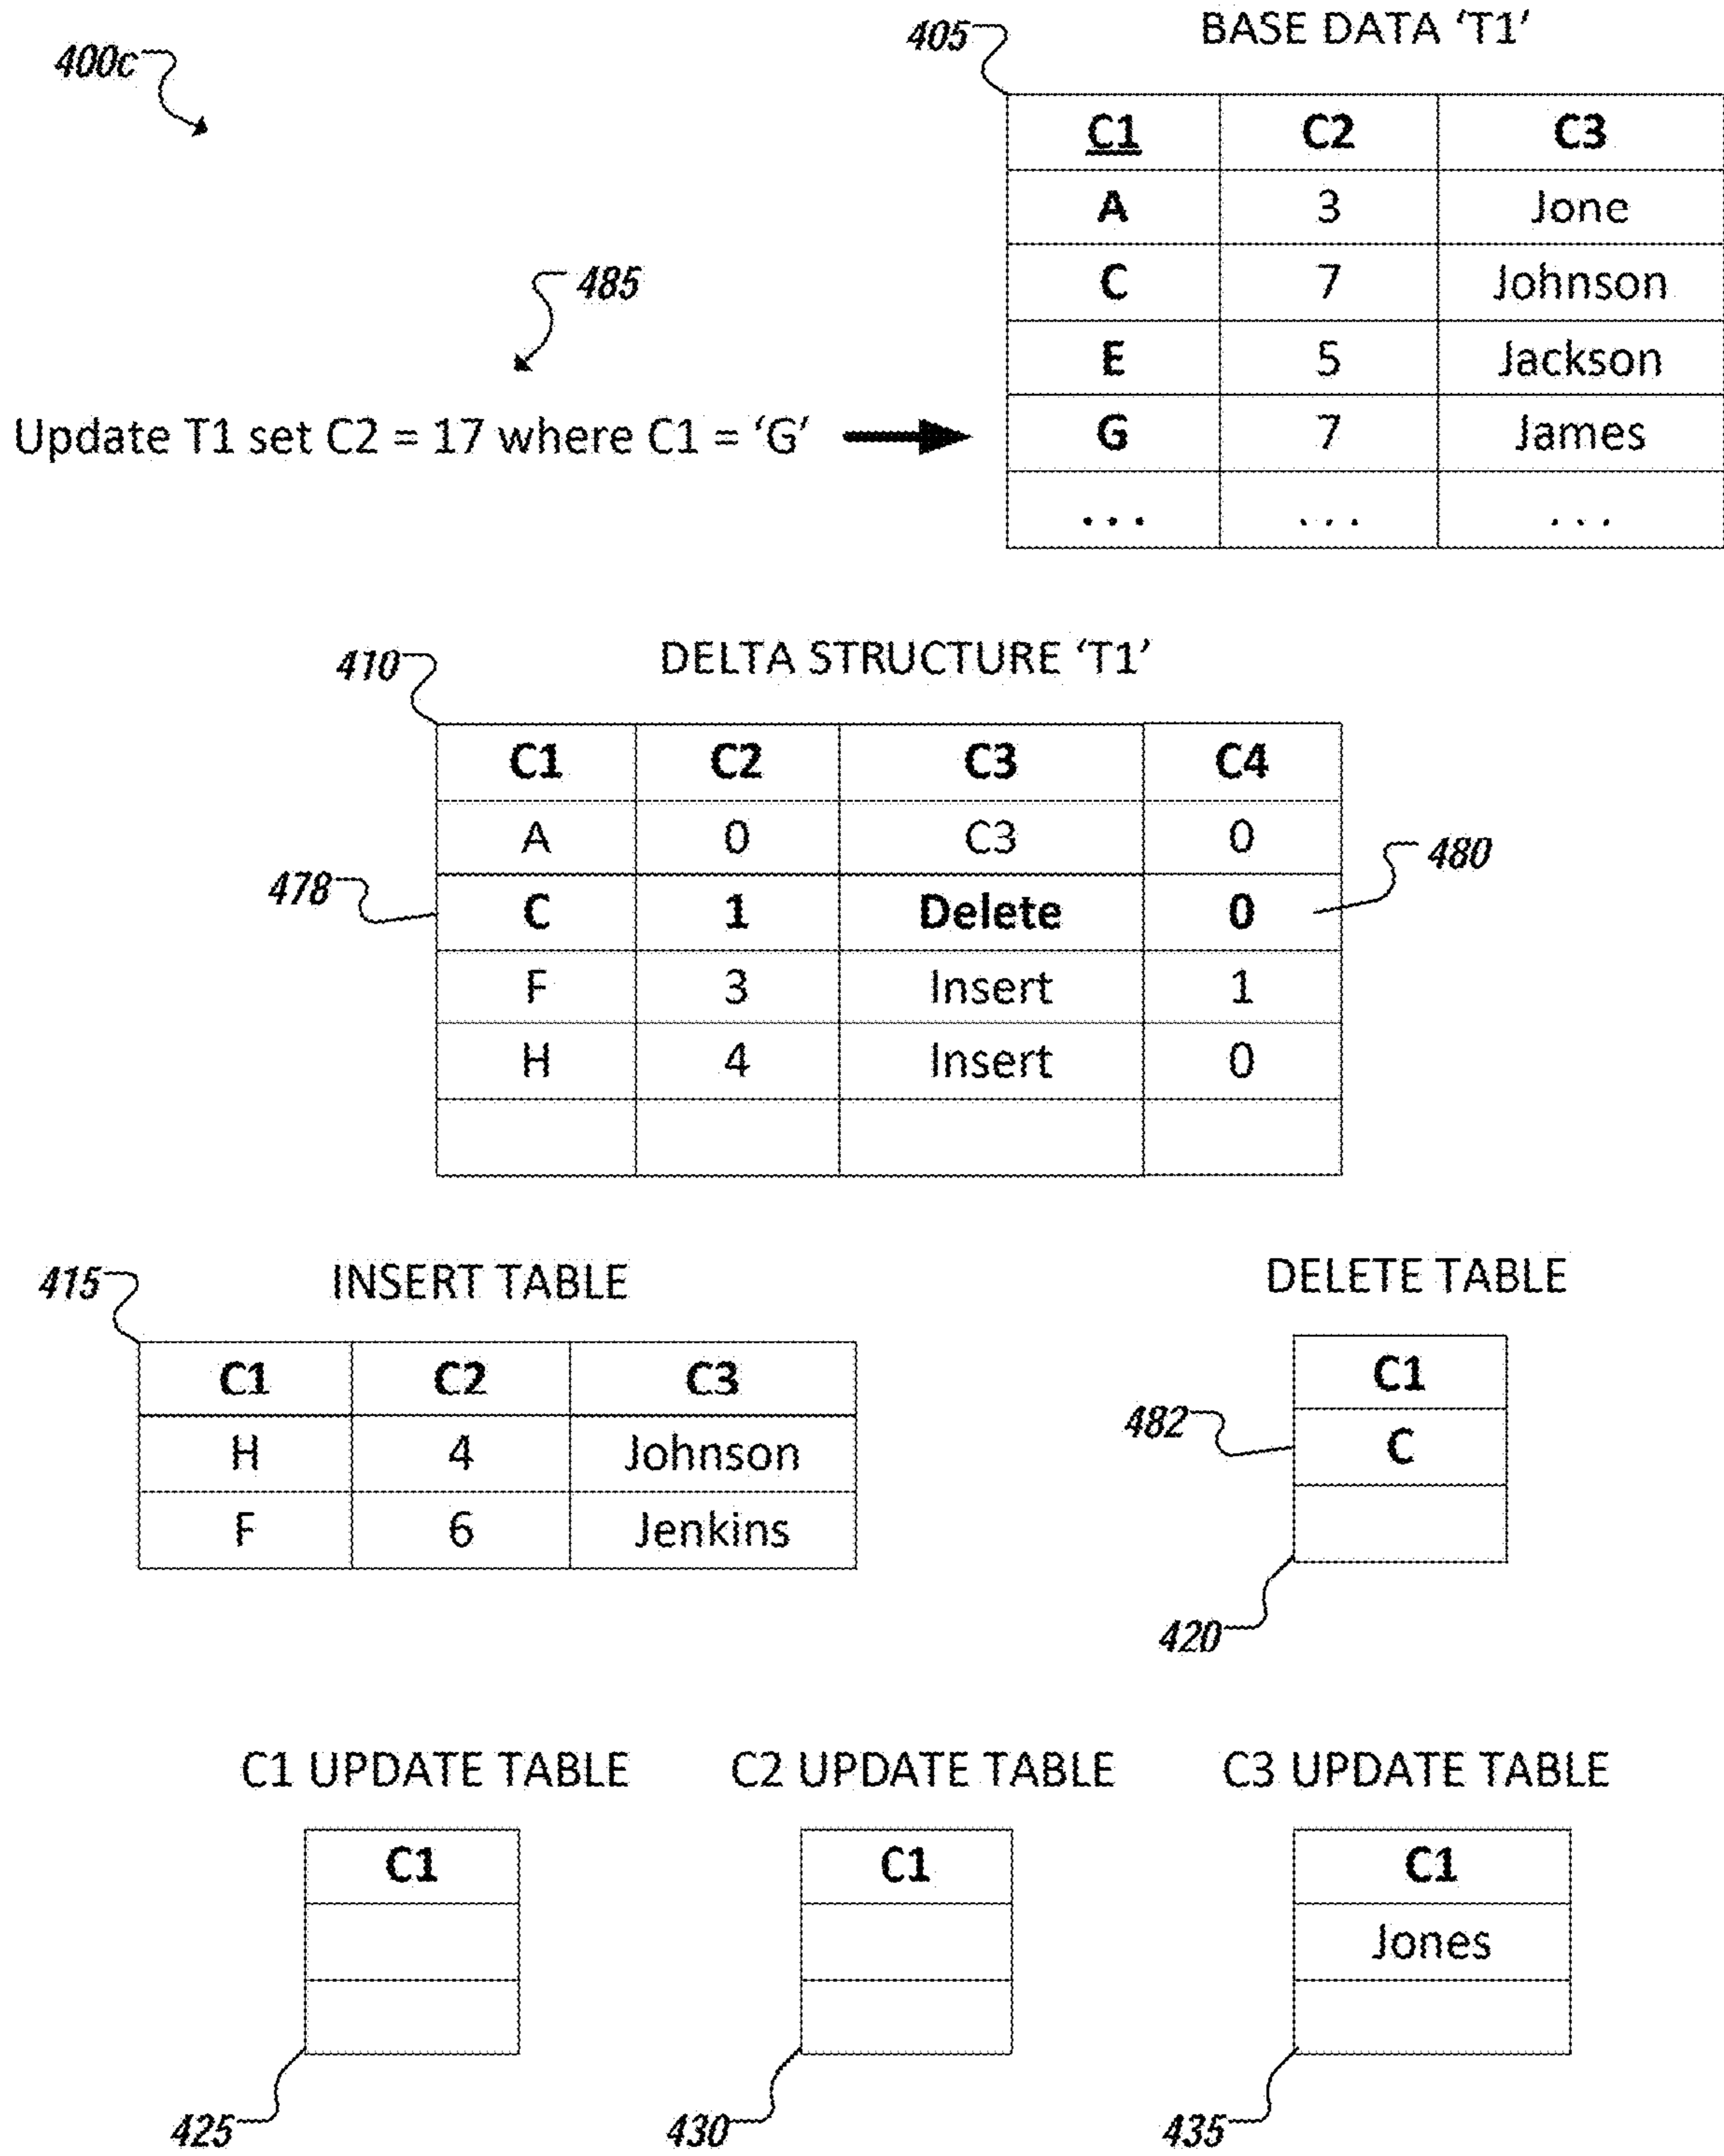 400c
405
BASE DATA ‘T1’
C1 C2 C3
A 3 Jone
C 7 Johnson
E 5 Jackson
G 7 James
... ... ...
485
Update T1 set C2 = 17 where C1 = ‘G’
410
DELTA STRUCTURE ‘T1’
C1 C2 C3 C4
A 0 C3 0
C 1 Delete 0
F 3 Insert 1
H 4 Insert 0
478
480
415
INSERT TABLE
C1 C2 C3
H 4 Johnson
F 6 Jenkins
DELETE TABLE
C1
C
482
420
C1 UPDATE TABLE
C1
425
C2 UPDATE TABLE
C1
430
C3 UPDATE TABLE
C1
Jones
435